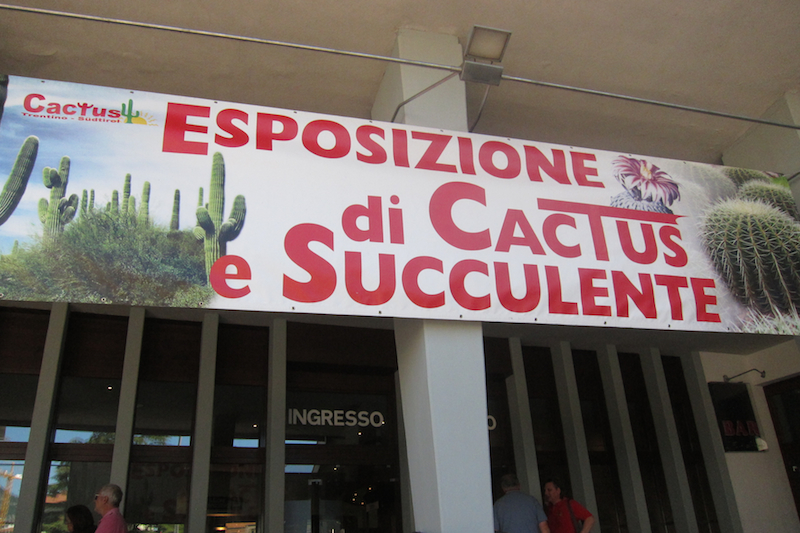 Cactus
Trentino - Südtirol
ESPOSIZIONE
di CACTUS
e SUCCULENTE
INGRESSO
BAR